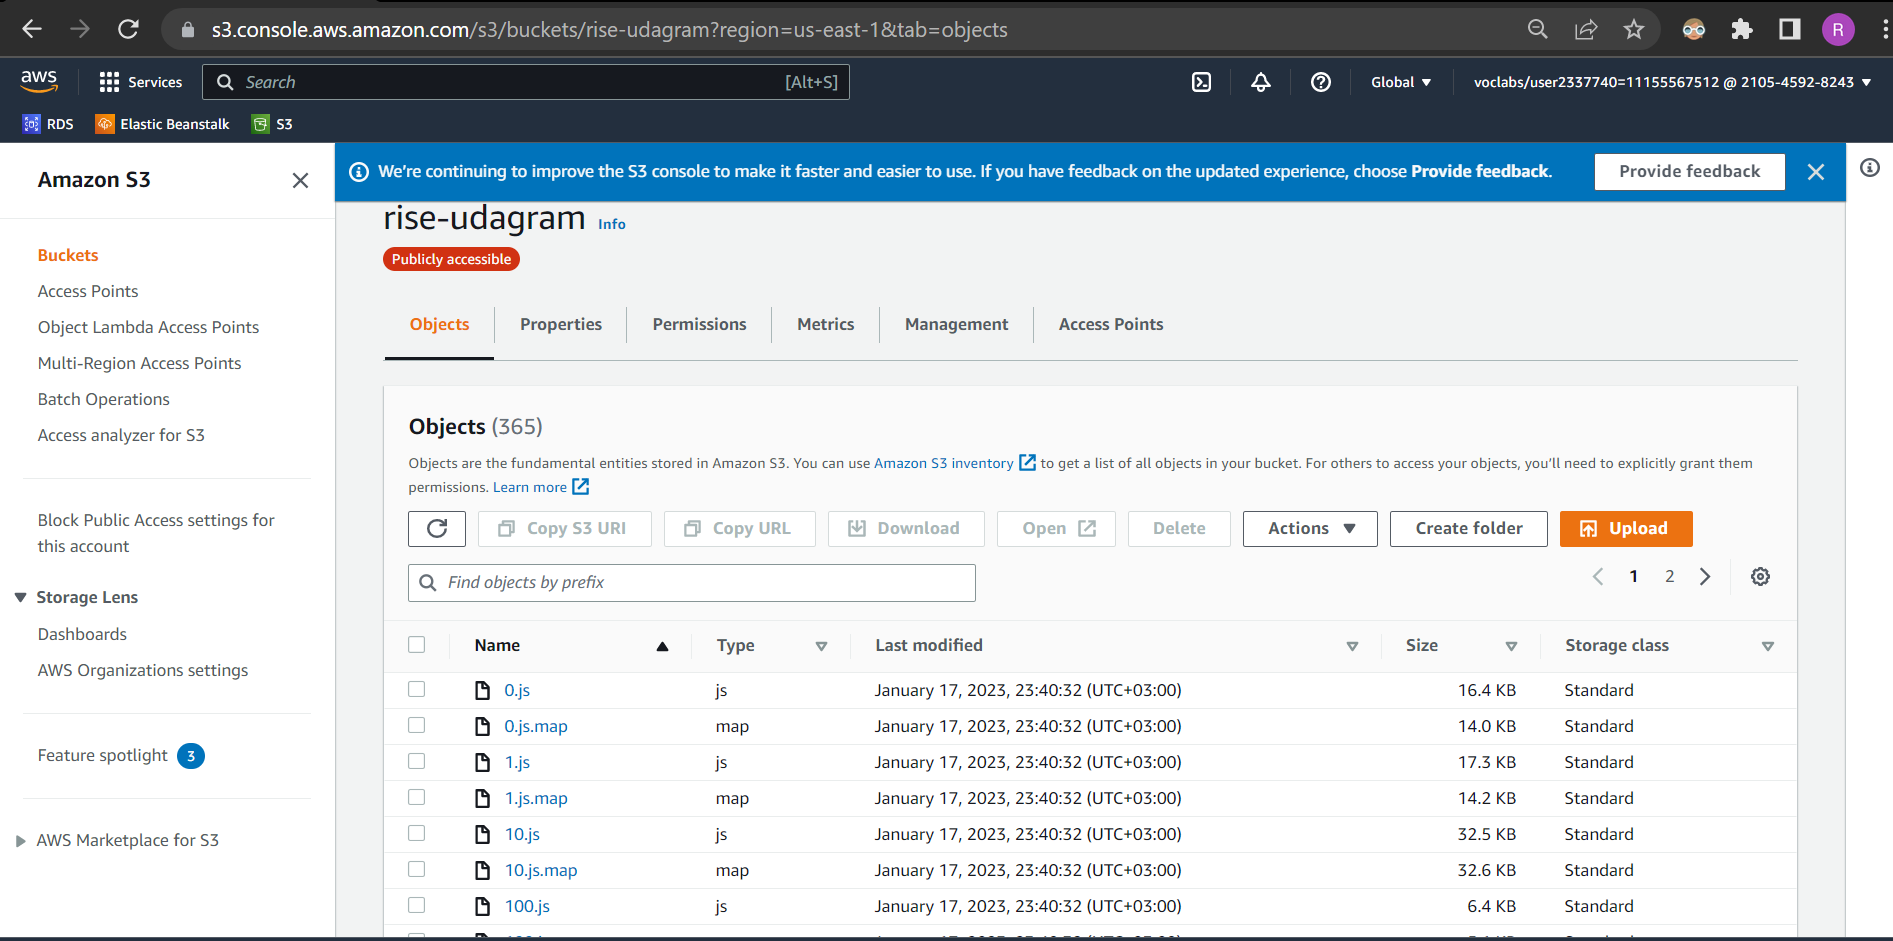 s3.console.aws.amazon.com/s3/buckets/rise-udagram?region=us-east-1&tab=objects
R
aws
Services
Search
[Alt+S]
Global
voclabs/user2337740=11155567512 @ 2105-4592-8243
RDS
Elastic Beanstalk
S3
Amazon S3
We're continuing to improve the S3 console to make it faster and easier to use. If you have feedback on the updated experience, choose Provide feedback.
Provide feedback
Buckets
Access Points
Object Lambda Access Points
Multi-Region Access Points
Batch Operations
Access analyzer for S3
Block Public Access settings for
this account
Storage Lens
Dashboards
AWS Organizations settings
Feature spotlight 3
AWS Marketplace for S3
rise-udagram Info
Publicly accessible
Objects
Properties
Permissions
Metrics
Management
Access Points
Objects (365)
Objects are the fundamental entities stored in Amazon S3. You can use Amazon S3 inventory to get a list of all objects in your bucket. For others to access your objects, you'll need to explicitly grant them
permissions. Learn more
Copy S3 URI
Copy URL
Download
Open
Delete
Actions
Create folder
Upload
Find objects by prefix
1 2
Name Type Last modified Size Storage class
0.js js January 17, 2023, 23:40:32 (UTC+03:00) 16.4 KB Standard
0.js.map map January 17, 2023, 23:40:32 (UTC+03:00) 14.0 KB Standard
1.js js January 17, 2023, 23:40:32 (UTC+03:00) 17.3 KB Standard
1.js.map map January 17, 2023, 23:40:32 (UTC+03:00) 14.2 KB Standard
10.js js January 17, 2023, 23:40:32 (UTC+03:00) 32.5 KB Standard
10.js.map map January 17, 2023, 23:40:32 (UTC+03:00) 32.6 KB Standard
100.js js January 17, 2023, 23:40:32 (UTC+03:00) 6.4 KB Standard